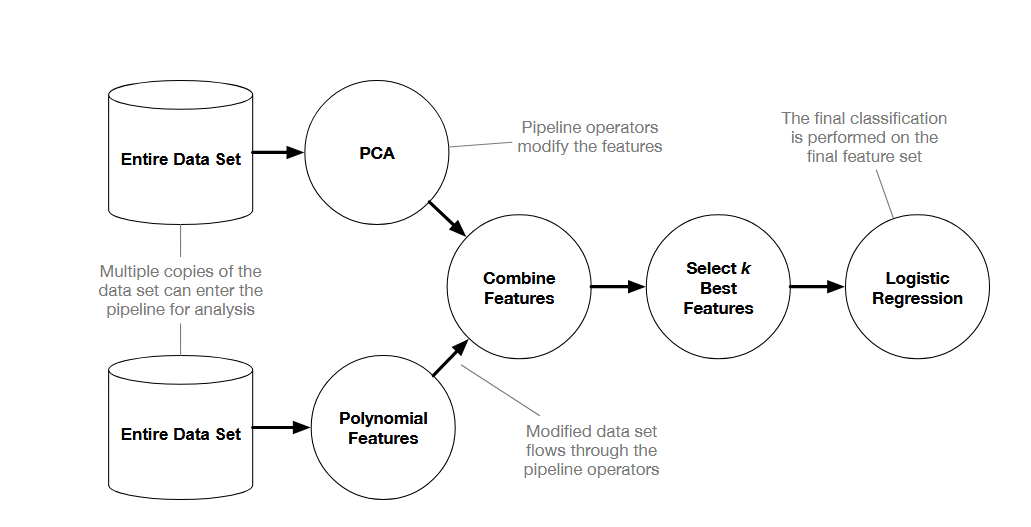 Entire Data Set
PCA
Pipeline operators
modify the features
The final classification
is performed on the
final feature set
Multiple copies of the
data set can enter the
pipeline for analysis
Combine
Features
Select k
Best
Features
Logistic
Regression
Entire Data Set
Polynomial
Features
Modified data set
flows through the
pipeline operators